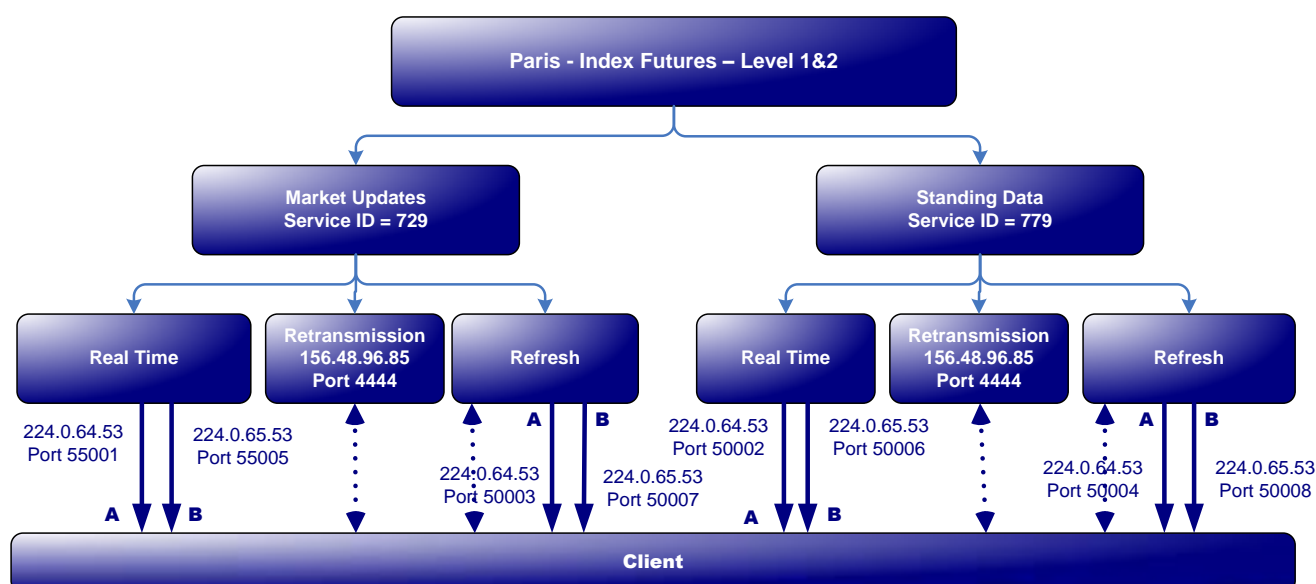 Paris - Index Futures – Level 1&2
Market Updates
Service ID = 729
Standing Data
Service ID = 779
Real Time
Retransmission
156.48.96.85
Port 4444
Refresh
Real Time
Retransmission
156.48.96.85
Port 4444
Refresh
224.0.64.53
Port 55001
224.0.65.53
Port 55005
A
B
A
B
224.0.64.53
Port 50003
224.0.65.53
Port 50007
224.0.64.53
Port 50002
224.0.65.53
Port 50006
A
B
A
B
224.0.64.53
Port 50004
224.0.65.53
Port 50008
Client